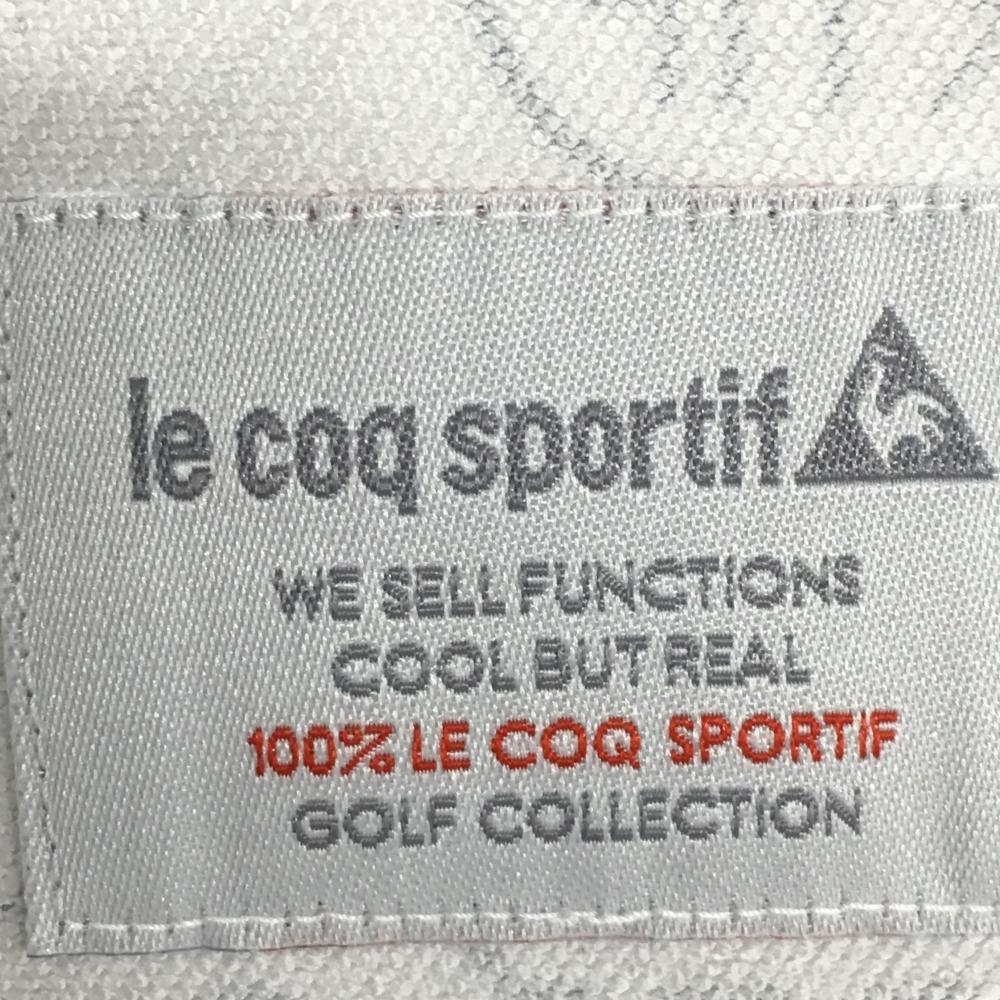 le coq sportif
WE SELL FUNCTIONS
COOL BUT REAL
100% LE COQ SPORTIF
GOLF COLLECTION